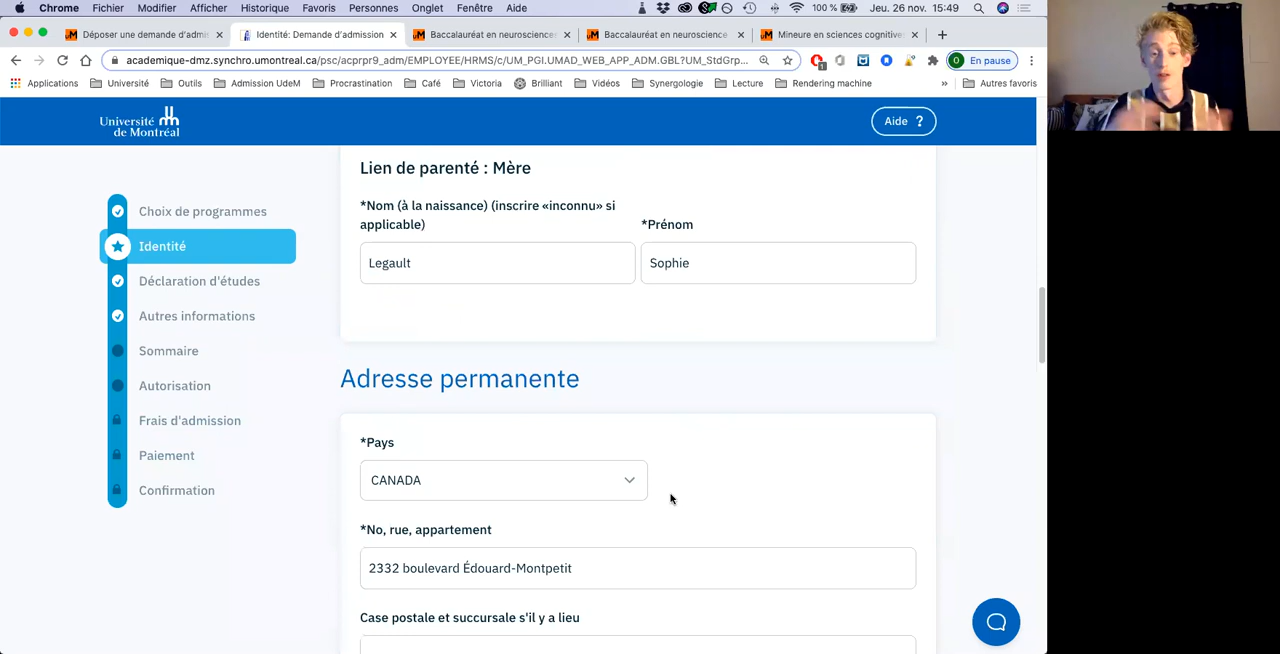 Chrome Fichier Modifier Afficher Historique Favoris Personnes Onglet Fenêtre Aide 100 % Jeu. 26 nov. 15:49
Déposer une demande d'admi Identité: Demande d'admission Baccalauréat en neuroscience Baccalauréat en neuroscience Mineure en sciences cognitive
academique-dmz.synchro.umontreal.ca/psc/acprpr9_adm/EMPLOYEE/HRMS/c/UM_PGI.UMAD_WEB_APP_ADM.GBL?UM_StdGrp... 1 O En pause
Applications Université Outils Admission UdeM Procrastination Café Victoria Brilliant Vidéos Synergologie Lecture Rendering machine » Autres favoris
Université
de Montréal
Aide ?
Choix de programmes
Identité
Déclaration d'études
Autres informations
Sommaire
Autorisation
Frais d'admission
Paiement
Confirmation
Lien de parenté : Mère
*Nom (à la naissance) (inscrire «inconnu» si
applicable)
*Prénom
Legault
Sophie
Adresse permanente
*Pays
CANADA
*No, rue, appartement
2332 boulevard Édouard-Montpetit
Case postale et succursale s'il y a lieu